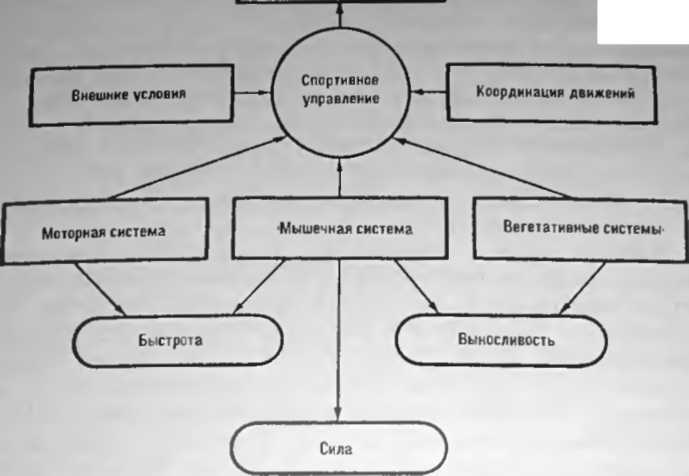 Внешние условия
Спортивное
управление
Координация движений
Моторная система
Мышечная система
Вегетативные системы
Быстрота
Выносливость
Сила